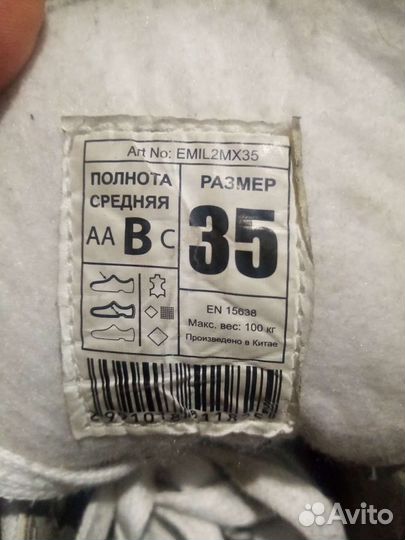 Art No: EMIL2MX35
ПОЛНОТА
СРЕДНЯЯ
AA B C
РАЗМЕР
35
EN 15638
Макс. вес: 100 кг
Произведено в Китае
Avito